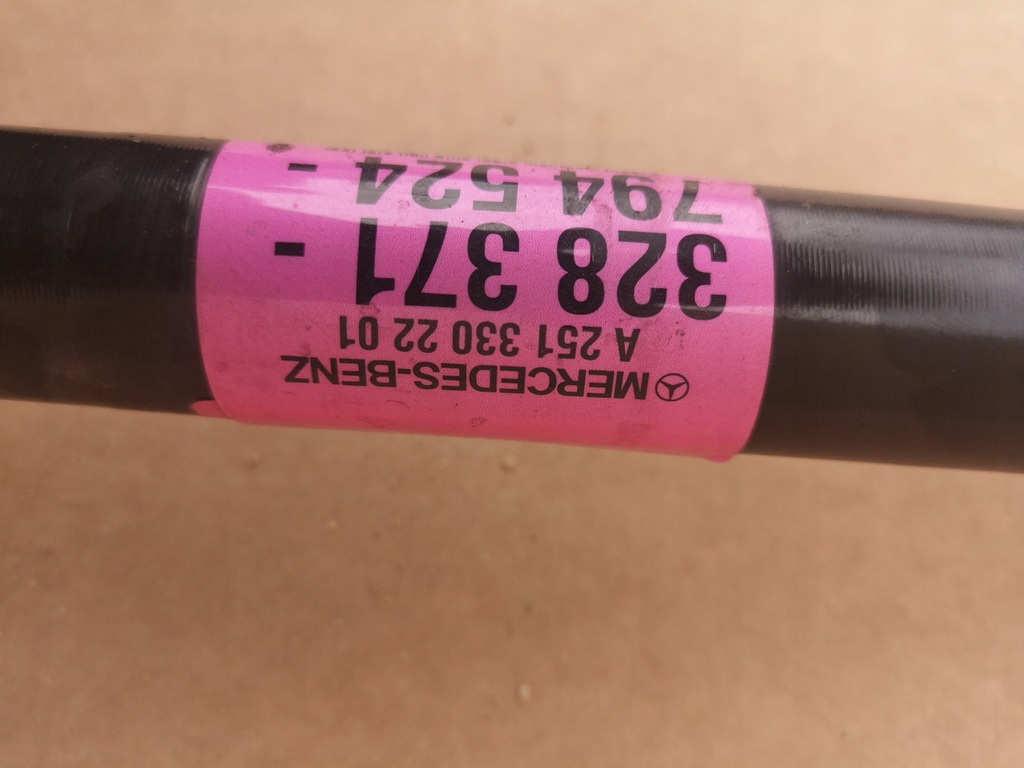 MERCEDES-BENZ
A 251 330 22 01
328 371 -
794 524 -